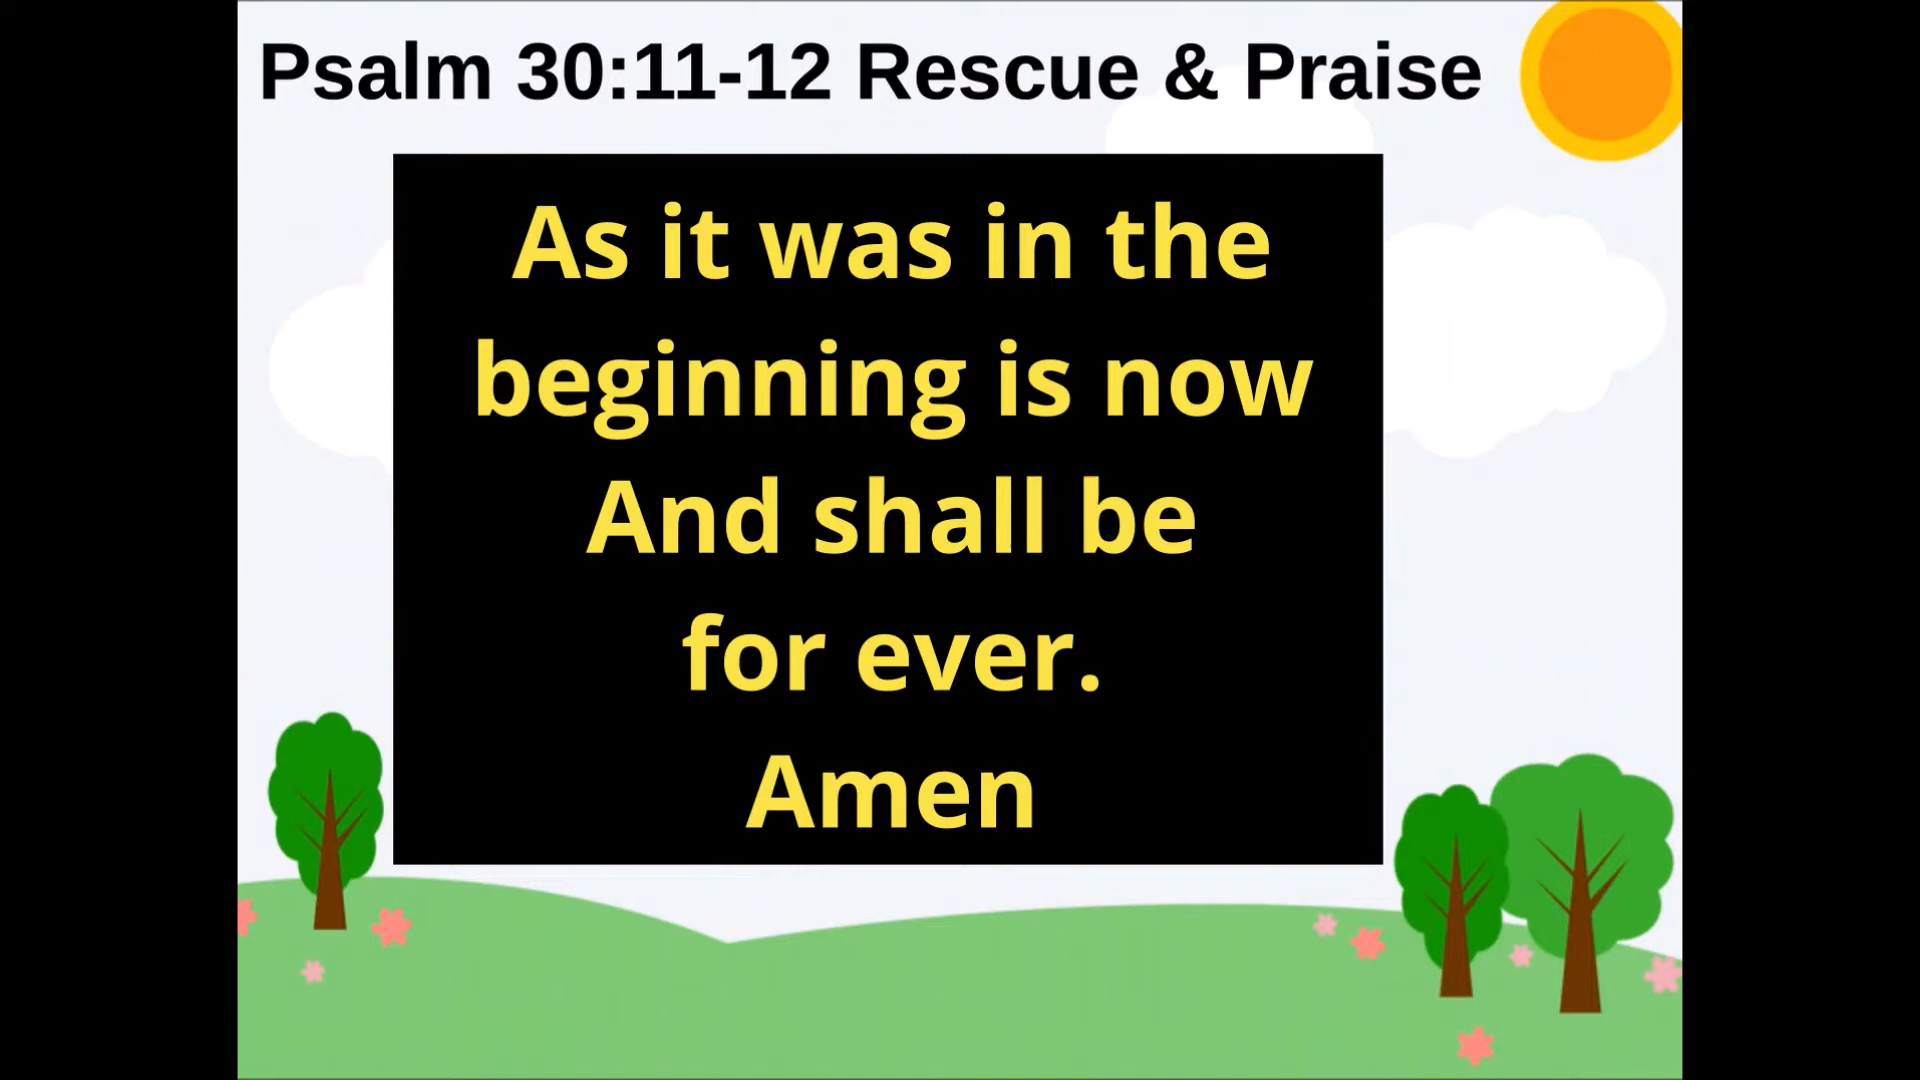 Psalm 30:11-12 Rescue & Praise
As it was in the
beginning is now
And shall be
for ever.
Amen